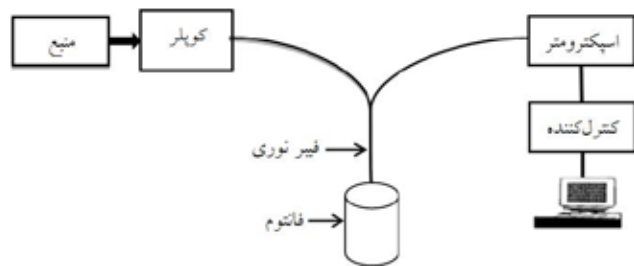 منبع
کوپلر
اسپکترومتر
کنترل‌کننده
فیبر نوری
فانتوم